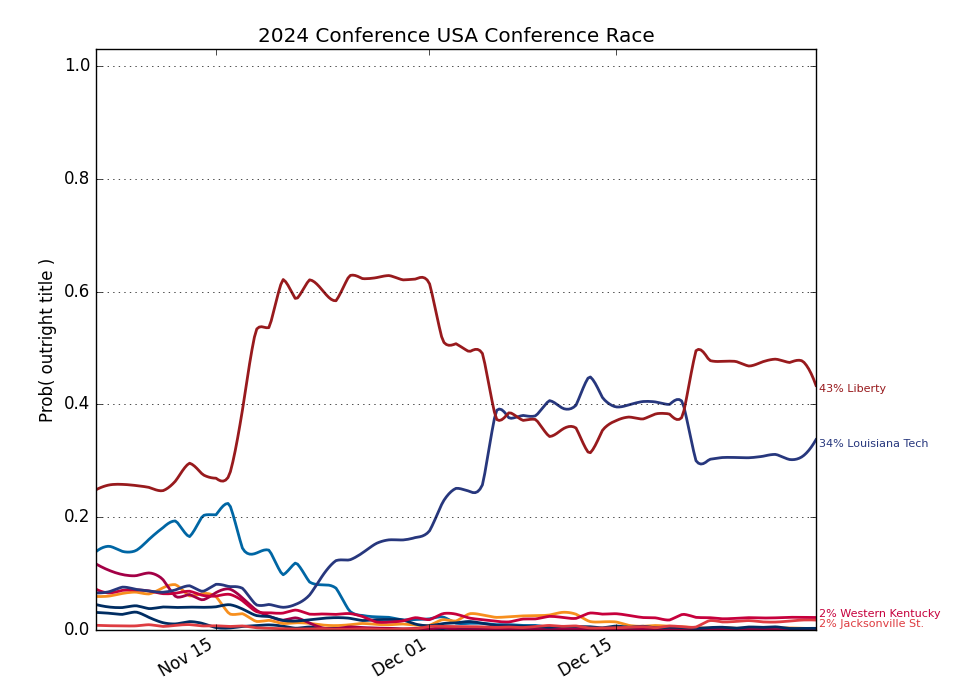 2024 Conference USA Conference Race
Prob( outright title )
1.0
0.8
0.6
0.4
0.2
0.0
Nov 15
Dec 01
Dec 15
43% Liberty
34% Louisiana Tech
2% Western Kentucky
2% Jacksonville St.